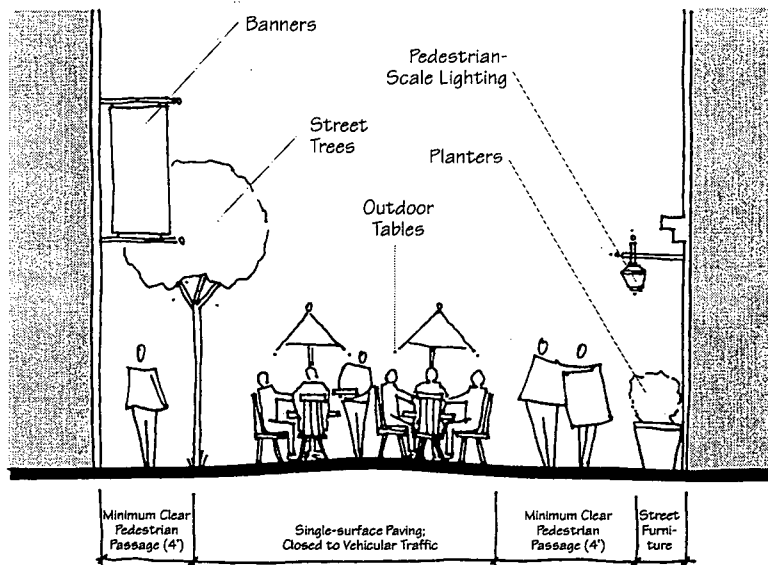 Banners
Pedestrian-
Scale Lighting
Street
Trees
Planters
Outdoor
Tables
Minimum Clear
Pedestrian
Passage (4')
Single-surface Paving;
Closed to Vehicular Traffic
Minimum Clear
Pedestrian
Passage (4')
Street
Furni-
ture